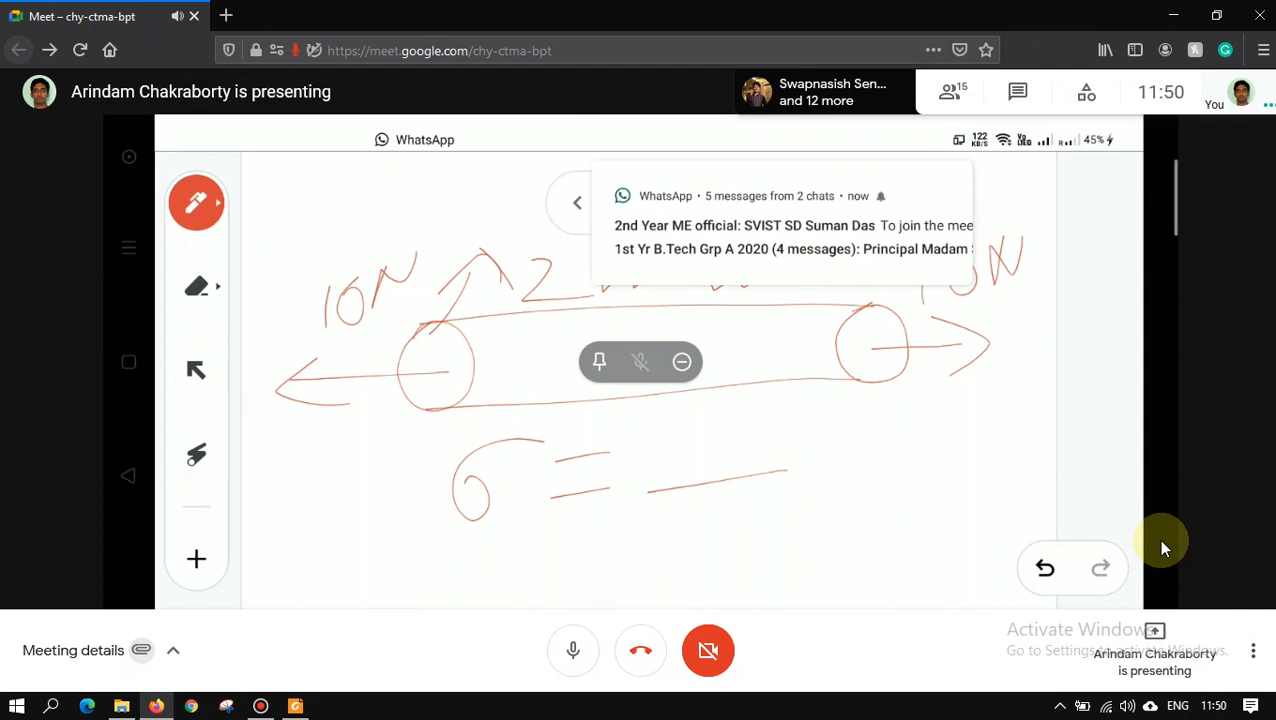 Meet – chy-ctma-bpt
https://meet.google.com/chy-ctma-bpt
Arindam Chakraborty is presenting
Swapnasish Sen...
and 12 more
15
11:50
You
WhatsApp
122
KB/S
45%
WhatsApp • 5 messages from 2 chats • now
2nd Year ME official: SVIST SD Suman Das To join the mee
1st Yr B.Tech Grp A 2020 (4 messages): Principal Madam
10N
2
10N
σ =
Meeting details
Activate Windows
Go to Settings to activate Windows.
Arindam Chakraborty
is presenting
ENG
11:50